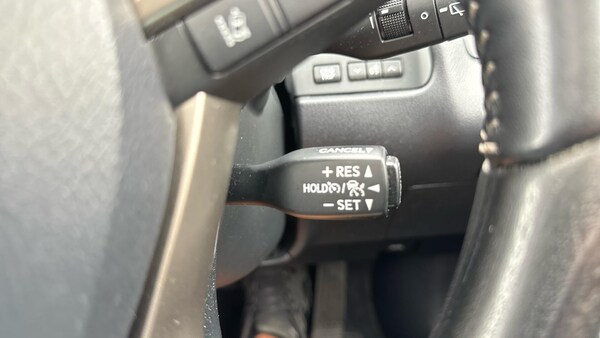 CANCEL
+ RES
HOLD /
− SET